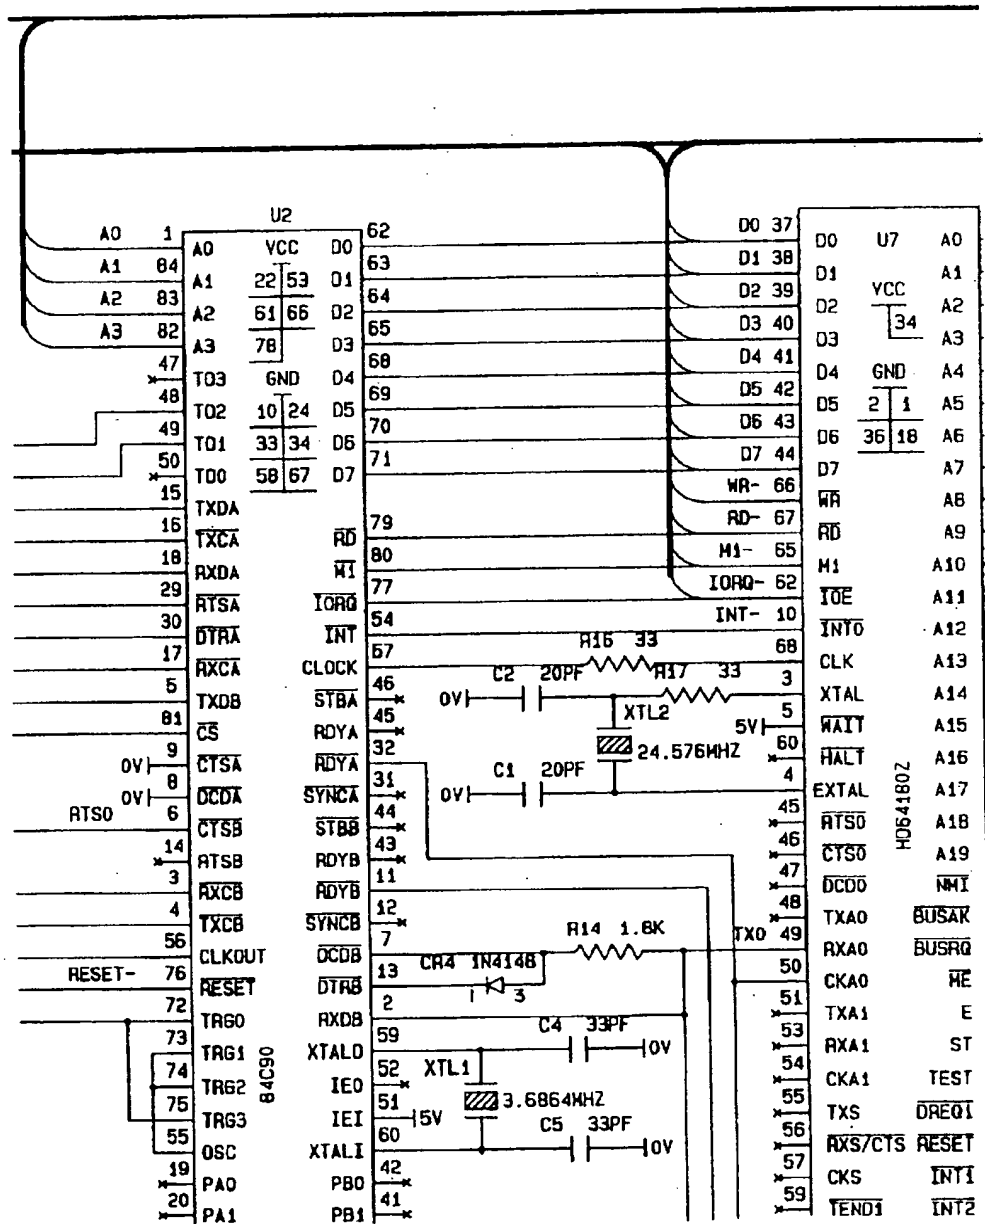 U2
A0 1 A0 VCC D0 62 D0 37 D0 U7 A0
A1 84 A1 22 53 D1 63 D1 38 D1 A1
A2 83 A2 61 66 D2 64 D2 39 D2 VCC A2
A3 82 A3 78 D3 65 D3 40 D3 34 A3
47 TO3 GND D4 68 D4 41 D4 GND A4
48 TO2 10 24 D5 69 D5 42 D5 2 1 A5
49 TO1 33 34 D6 70 D6 43 D6 36 18 A6
50 TO0 58 67 D7 71 D7 44 D7 A7
15 TXDA WR- 66 WR A8
16 TXCA RD 79 RD- 67 RD A9
18 RXDA M1 80 M1- 65 M1 A10
29 RTSA IORQ 77 IORQ- 62 IOE A11
30 DTRA INT 54 INT- 10 INT0 A12
17 RXCA CLOCK 57 R16 33 68 CLK A13
5 TXDB STBA 46 C2 20PF R17 33 3 XTAL A14
0V
81 CS RDYA 45 XTL2 5V 5 WAIT A15
9 0V CTSA RDYA 32 24.576MHZ 60 HALT A16
8 0V DCDA SYNCA 31 0V C1 20PF 4 EXTAL A17
RTS0 6 CTSB STBB 44 45 RTS0 A18
14 RTSB RDYB 43 46 CTS0 A19
3 RXCB RDYB 11 47 DCD0 NMI
4 TXCB SYNCB 12 48 TXA0 BUSAK
56 CLKOUT DCDB 7 R14 1.8K TX0 49 RXA0 BUSRQ
RESET- 76 RESET DTRB 13 CR4 1N4148 1 3 50 CKA0 ME
72 TRG0 RXDB 2 51 TXA1 E
73 TRG1 XTALO 59 C4 33PF 0V 53 RXA1 ST
74 TRG2 IEO 52 XTL1 54 CKA1 TEST
75 TRG3 IEI 51 5V 3.6864MHZ 55 TXS DREQ1
55 OSC XTALI 60 C5 33PF 0V 56 RXS/CTS RESET
19 PA0 PB0 42 57 CKS INT1
20 PA1 PB1 41 59 TEND1 INT2
84C90
HD64180Z